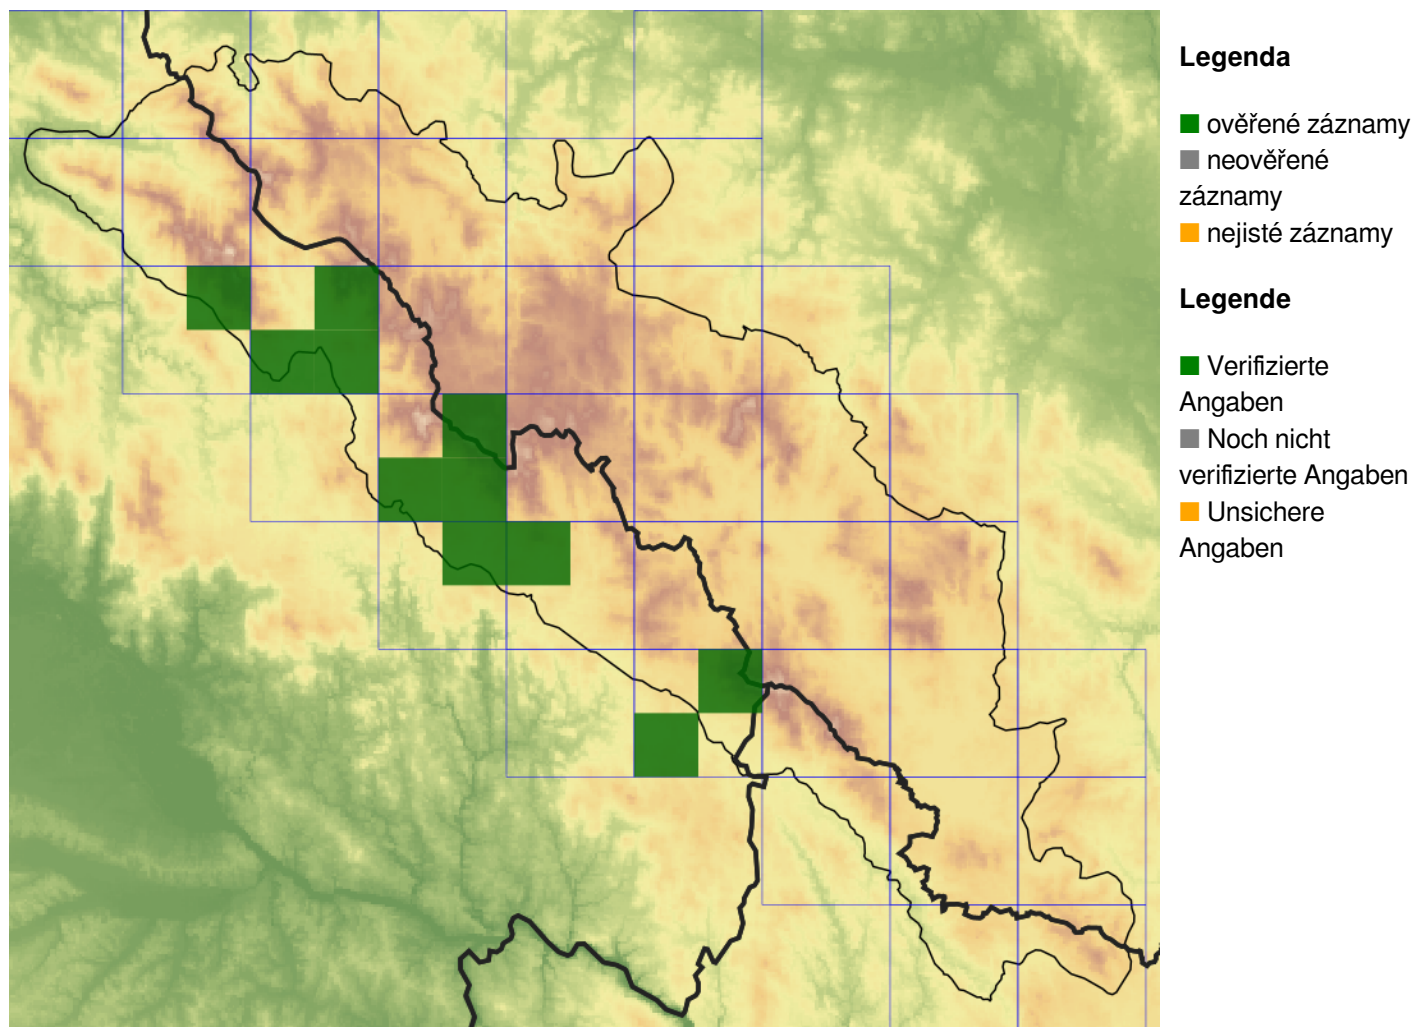 Legenda
ověřené záznamy
neověřené
záznamy
nejisté záznamy
Legende
Verifizierte
Angaben
Noch nicht
verifizierte Angaben
Unsichere
Angaben